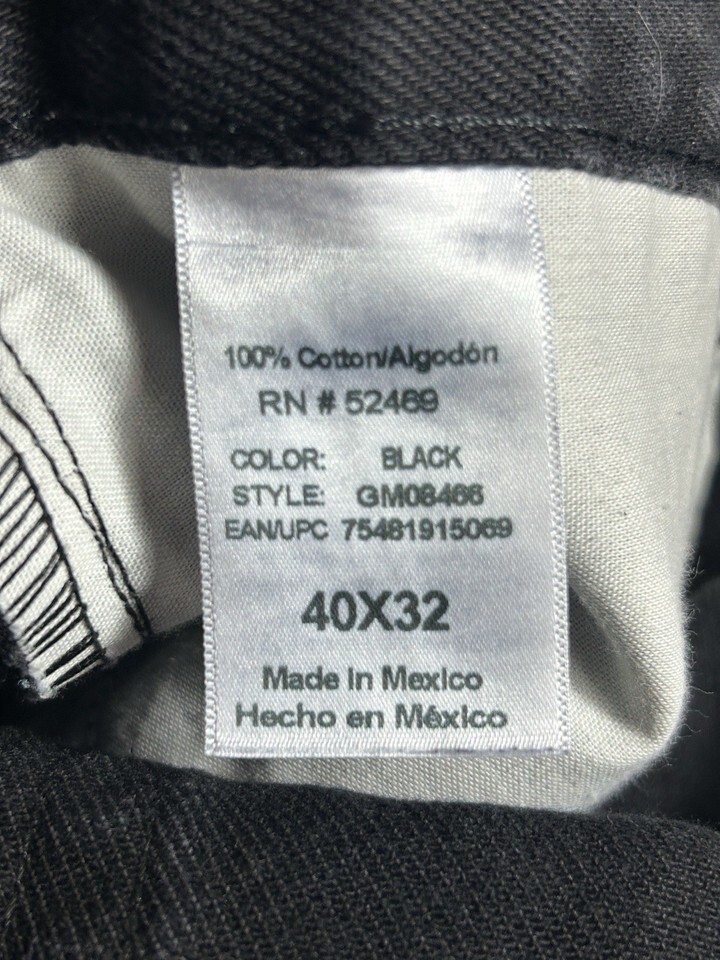 100% Cotton/Algodón
RN # 52469
COLOR: BLACK
STYLE: GM08466
EAN/UPC 75481915069
40X32
Made In Mexico
Hecho en México